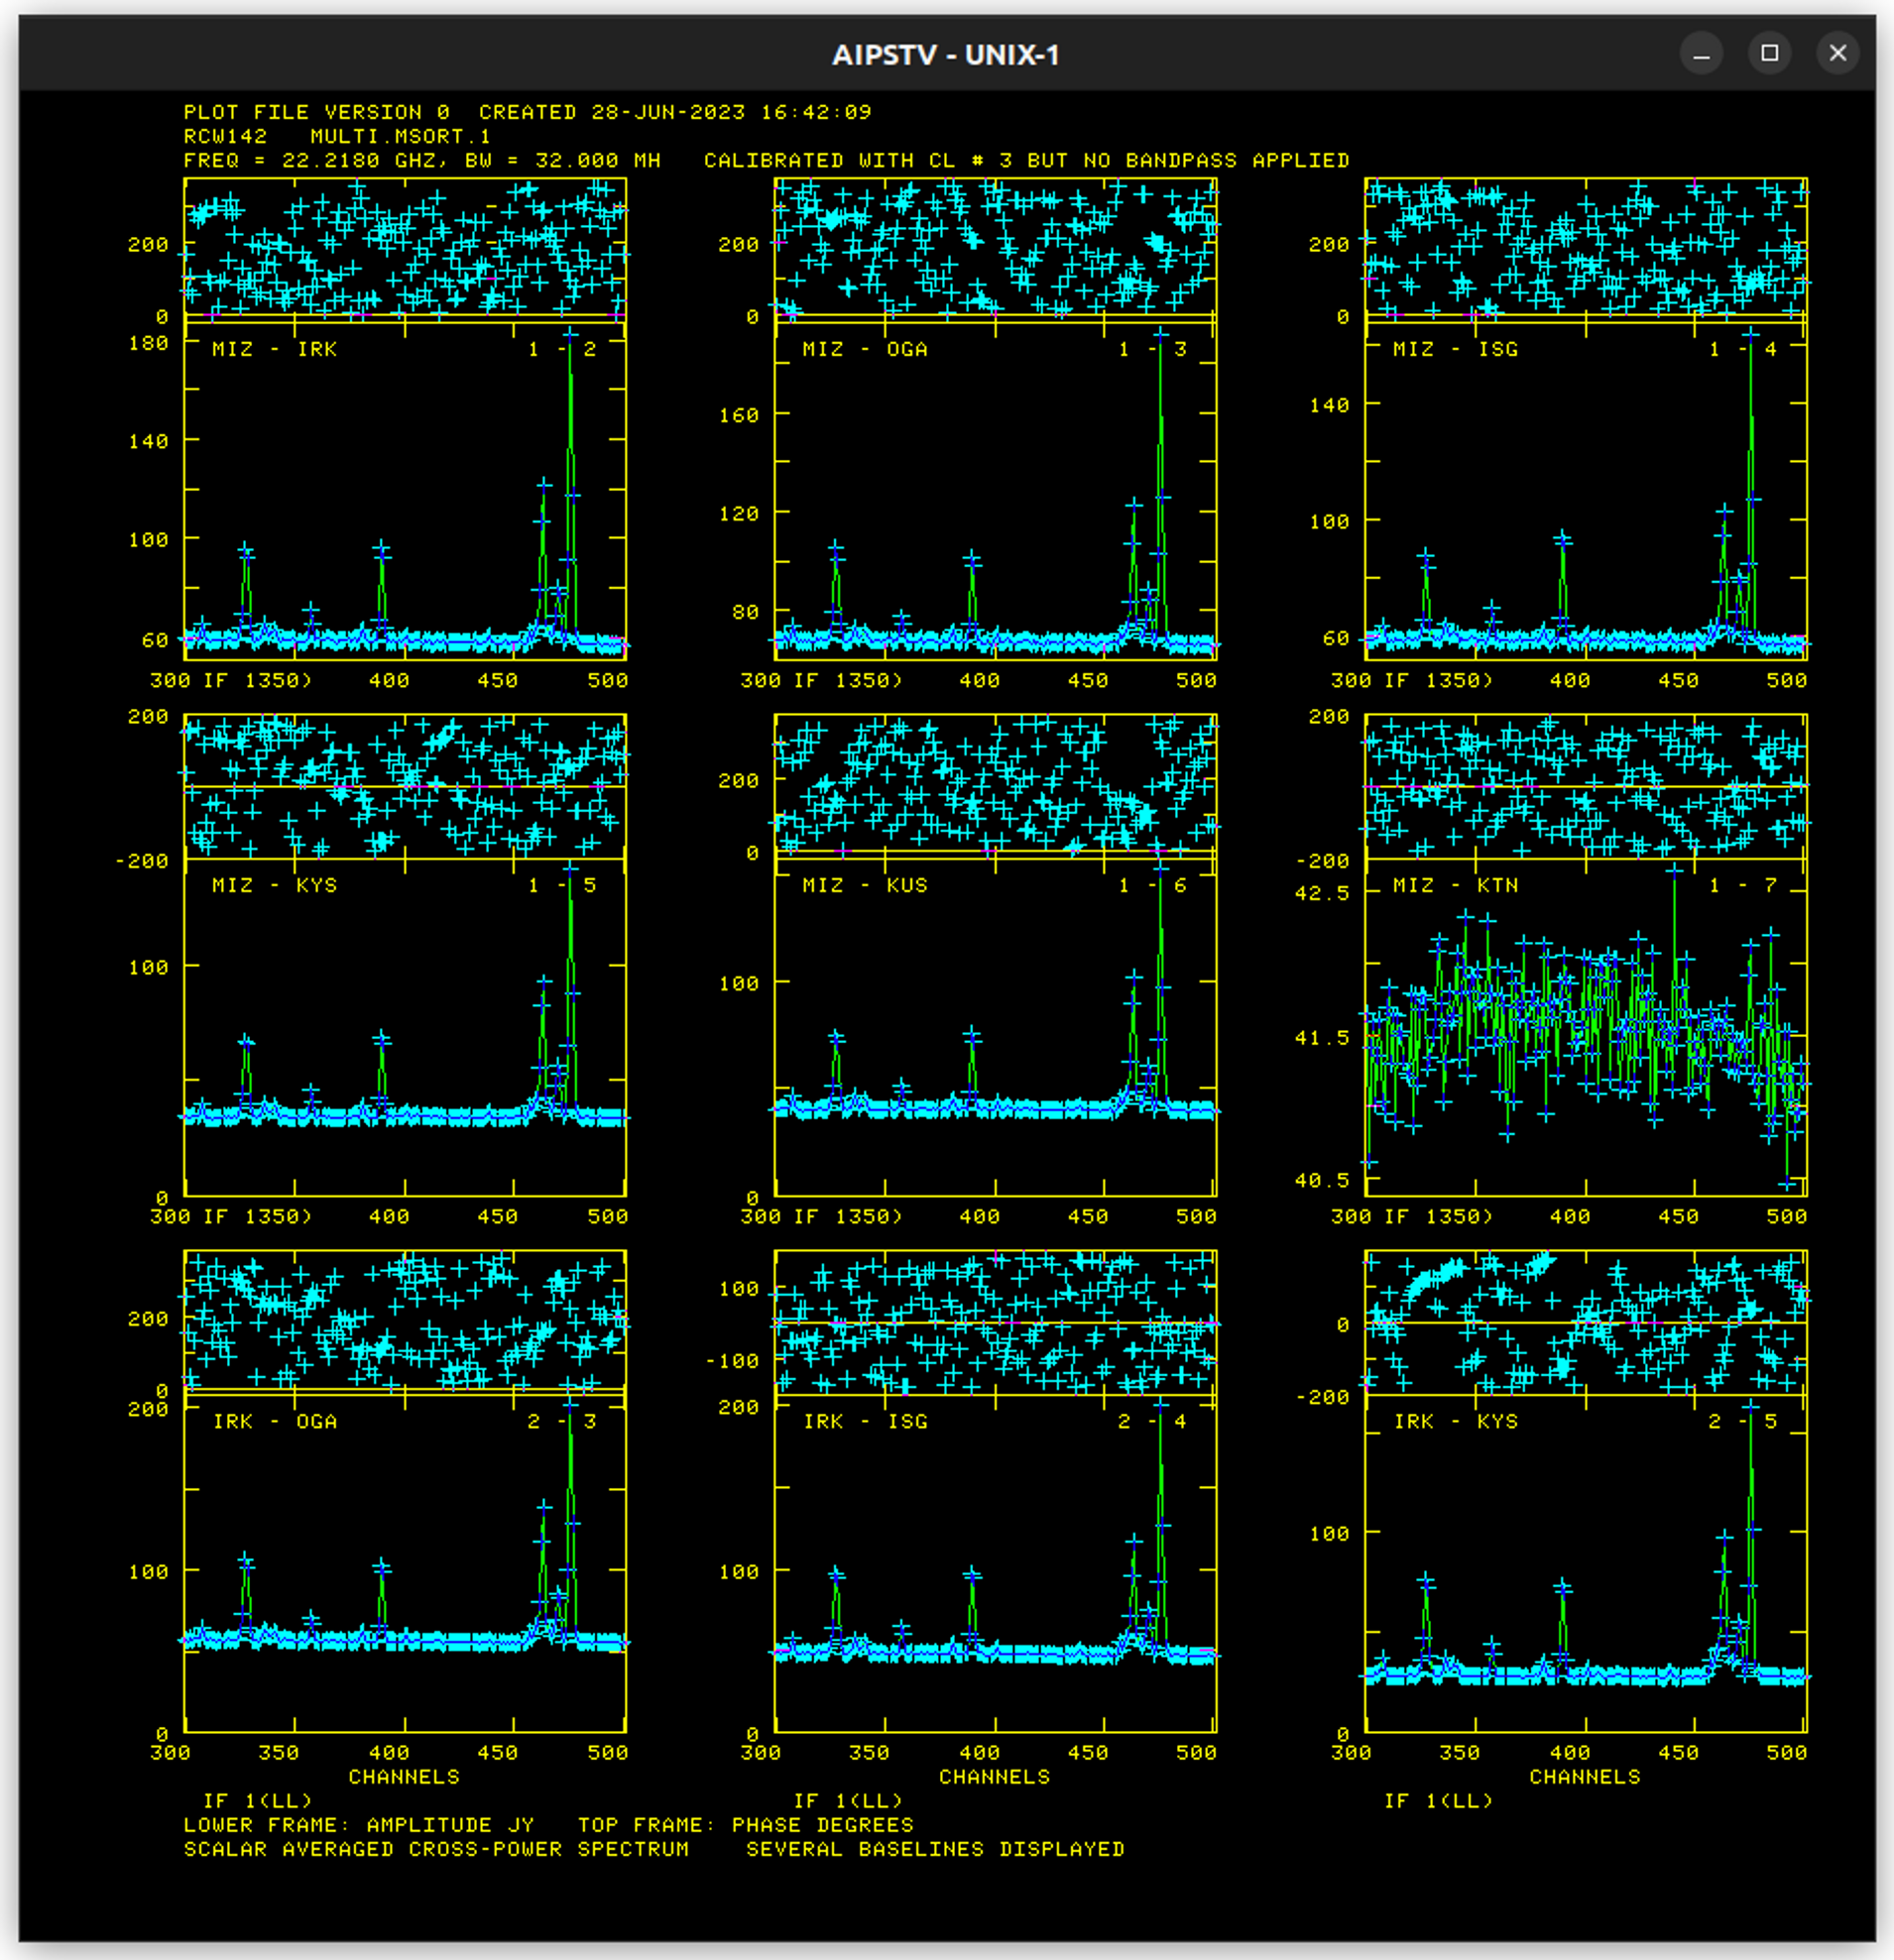 AIPSTV - UNIX-1
PLOT FILE VERSION 0 CREATED 28-JUN-2023 16:42:09
RCW142 MULTI.MSORT.1
FREQ = 22.2180 GHZ, BW = 32.000 MH CALIBRATED WITH CL # 3 BUT NO BANDPASS APPLIED
200 200 200
0 0 0
180 MIZ - IRK 1 - 2 MIZ - OGA 1 - 3 MIZ - ISG 1 - 4
160 140
140
120 100
100
80
60 60
300 IF 1350) 400 450 500 300 IF 1350) 400 450 500 300 IF 1350) 400 450 500
200 200
200
-200 0 -200
MIZ - KYS 1 - 5 MIZ - KUS 1 - 6 42.5 MIZ - KTN 1 - 7
100 100
41.5
0 0 40.5
300 IF 1350) 400 450 500 300 IF 1350) 400 450 500 300 IF 1350) 400 450 500
200 100 0
0 -100 -200
200 IRK - OGA 2 - 3 200 IRK - ISG 2 - 4 IRK - KYS 2 - 5
100 100 100
0 0 0
300 350 400 450 500 300 350 400 450 500 300 350 400 450 500
CHANNELS CHANNELS CHANNELS
IF 1(LL) IF 1(LL) IF 1(LL)
LOWER FRAME: AMPLITUDE JY TOP FRAME: PHASE DEGREES
SCALAR AVERAGED CROSS-POWER SPECTRUM SEVERAL BASELINES DISPLAYED